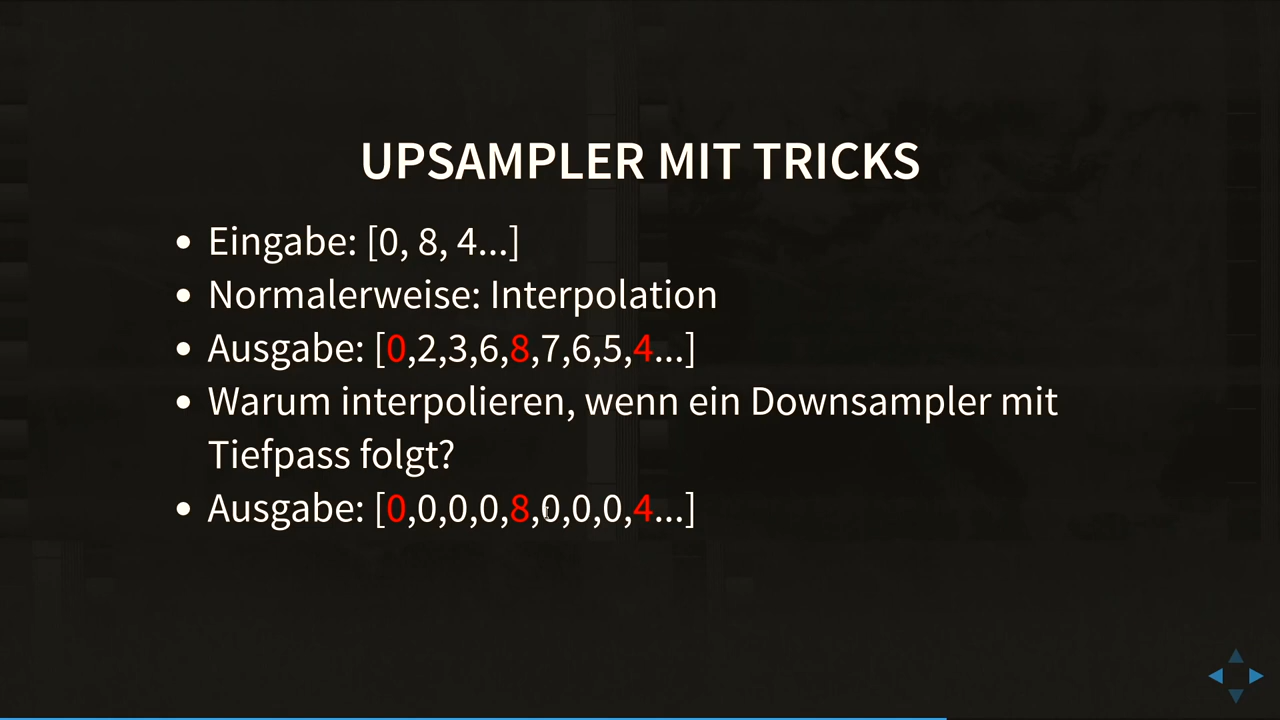 UPSAMPLER MIT TRICKS
• Eingabe: [0, 8, 4...]
• Normalerweise: Interpolation
• Ausgabe: [0,2,3,6,8,7,6,5,4...]
• Warum interpolieren, wenn ein Downsampler mit
Tiefpass folgt?
• Ausgabe: [0,0,0,0,8,0,0,0,4...]